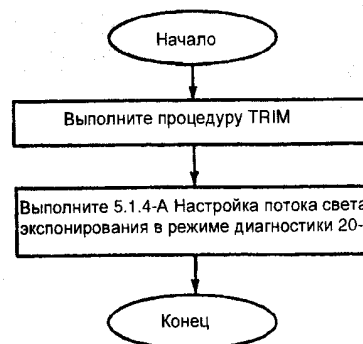 Начало
Выполните процедуру TRIM
Выполните 5.1.4-А Настройка потока света
экспонирования в режиме диагностики 20-
Конец